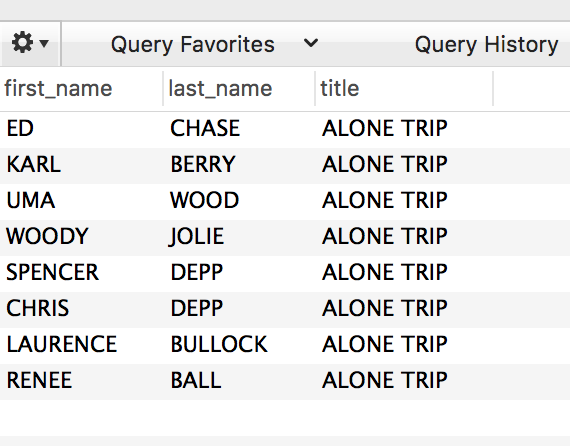 Query Favorites Query History
first_name last_name title
ED CHASE ALONE TRIP
KARL BERRY ALONE TRIP
UMA WOOD ALONE TRIP
WOODY JOLIE ALONE TRIP
SPENCER DEPP ALONE TRIP
CHRIS DEPP ALONE TRIP
LAURENCE BULLOCK ALONE TRIP
RENEE BALL ALONE TRIP